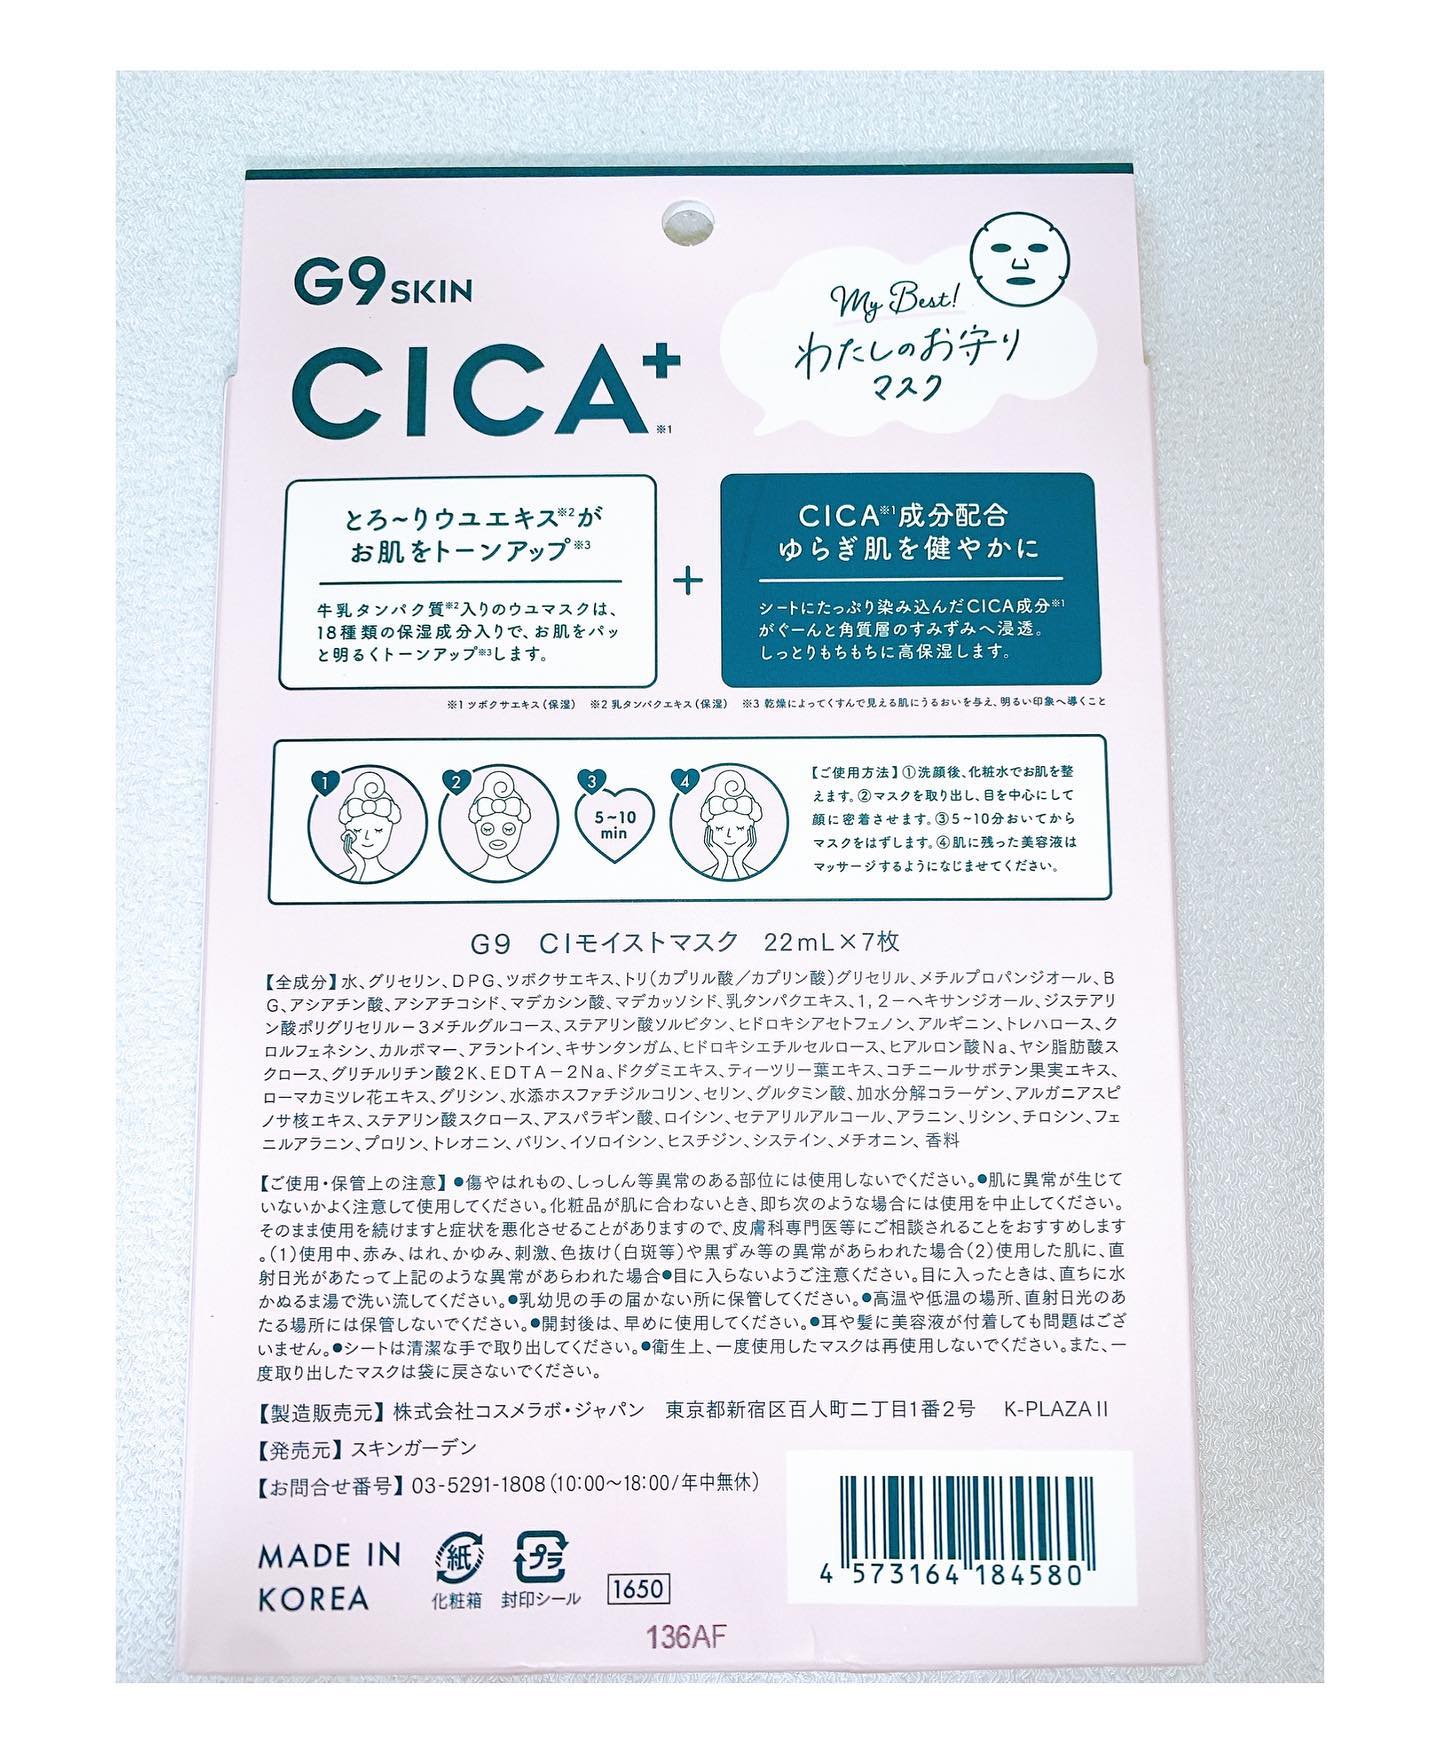 G9 SKIN
CICA+
※1
My Best!
わたしのお守り
マスク
とろ〜りウユエキス※2が
お肌をトーンアップ※3
牛乳タンパク質※2入りのウユマスクは、
18種類の保湿成分入りで、お肌をパッ
と明るくトーンアップ※3します。
+
CICA※1成分配合
ゆらぎ肌を健やかに
シートにたっぷり染み込んだCICA成分※1
がぐーんと角質層のすみずみへ浸透。
しっとりもちもちに高保湿します。
※1 ツボクサエキス(保湿) ※2 乳タンパクエキス(保湿) ※3 乾燥によってくすんで見える肌にうるおいを与え、明るい印象へ導くこと
1
2
3
5~10
min
4
【ご使用方法】①洗顔後、化粧水でお肌を整
えます。②マスクを取り出し、目を中心にして
顔に密着させます。③5~10分おいてから
マスクをはずします。④肌に残った美容液は
マッサージするようになじませてください。
G9 CIモイストマスク 22mL×7枚
【全成分】水、グリセリン、DPG、ツボクサエキス、トリ(カプリル酸/カプリン酸)グリセリル、メチルプロパンジオール、B
G、アシアチン酸、アシアチコシド、マデカシン酸、マデカッソシド、乳タンパクエキス、1,2-ヘキサンジオール、ジステアリ
ン酸ポリグリセリル-3メチルグルコース、ステアリン酸ソルビタン、ヒドロキシアセトフェノン、アルギニン、トレハロース、ク
ロルフェネシン、カルボマー、アラントイン、キサンタンガム、ヒドロキシエチルセルロース、ヒアルロン酸Na、ヤシ脂肪酸ス
クロース、グリチルリチン酸2K、EDTA-2Na、ドクダミエキス、ティーツリー葉エキス、コチニールサボテン果実エキス、
ローマカミツレ花エキス、グリシン、水添ホスファチジルコリン、セリン、グルタミン酸、加水分解コラーゲン、アルガニアスピ
ノサ核エキス、ステアリン酸スクロース、アスパラギン酸、ロイシン、セテアリルアルコール、アラニン、リシン、チロシン、フェ
ニルアラニン、プロリン、トレオニン、バリン、イソロイシン、ヒスチジン、システイン、メチオニン、香料
【ご使用・保管上の注意】●傷やはれもの、しっしん等異常のある部位には使用しないでください。●肌に異常が生じて
いないかよく注意して使用してください。化粧品が肌に合わないとき、即ち次のような場合には使用を中止してください。
そのまま使用を続けますと症状を悪化させることがありますので、皮膚科専門医等にご相談されることをおすすめします
。(1)使用中、赤み、はれ、かゆみ、刺激、色抜け(白斑等)や黒ずみ等の異常があらわれた場合(2)使用した肌に、直
射日光があたって上記のような異常があらわれた場合●目に入らないようご注意ください。目に入ったときは、直ちに水
かぬるま湯で洗い流してください。●乳幼児の手の届かない所に保管してください。●高温や低温の場所、直射日光のあ
たる場所には保管しないでください。●開封後は、早めに使用してください。●耳や髪に美容液が付着しても問題はござ
いません。●シートは清潔な手で取り出してください。●衛生上、一度使用したマスクは再使用しないでください。また、一
度取り出したマスクは袋に戻さないでください。
【製造販売元】株式会社コスメラボ・ジャパン 東京都新宿区百人町二丁目1番2号 K-PLAZAⅡ
【発売元】スキンガーデン
【お問合せ番号】03-5291-1808(10:00〜18:00/年中無休)
MADE IN
KOREA
紙
化粧箱
プラ
封印シール
1650
4 573164 184580
136AF